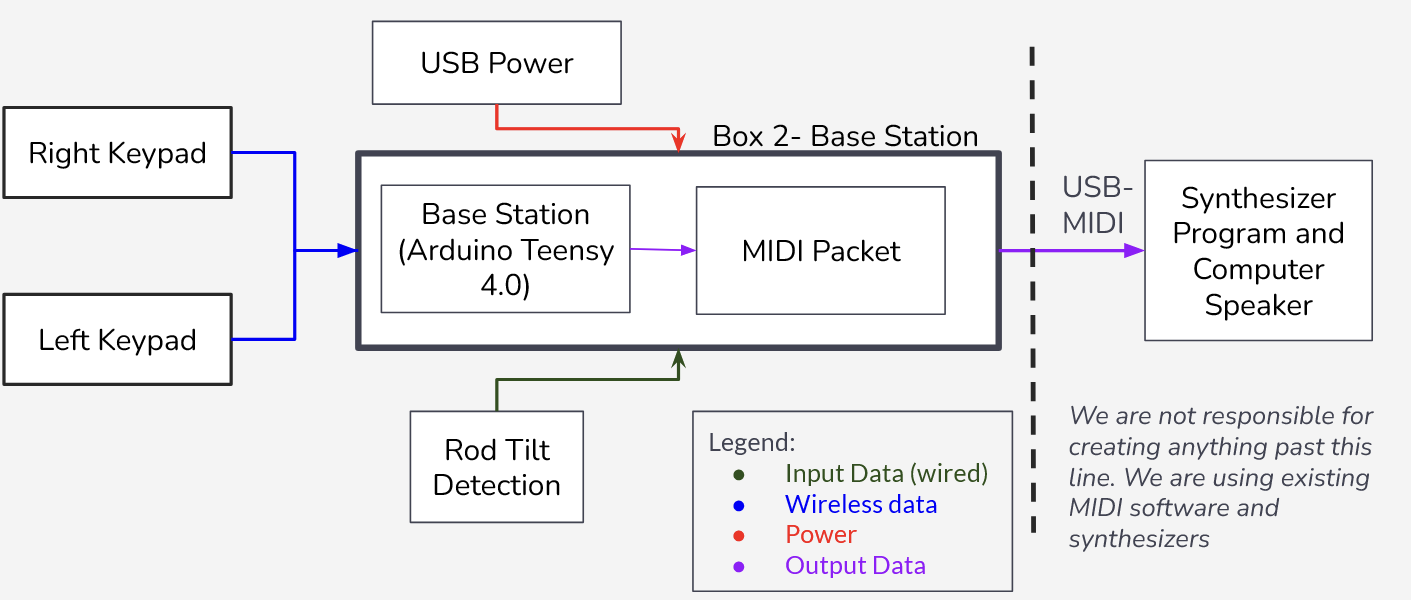 USB Power
Right Keypad
Box 2- Base Station
Base Station
(Arduino Teensy
4.0)
MIDI Packet
USB-
MIDI
Synthesizer
Program and
Computer
Speaker
Left Keypad
Rod Tilt
Detection
Legend:
● Input Data (wired)
● Wireless data
● Power
● Output Data
We are not responsible for
creating anything past this
line. We are using existing
MIDI software and
synthesizers